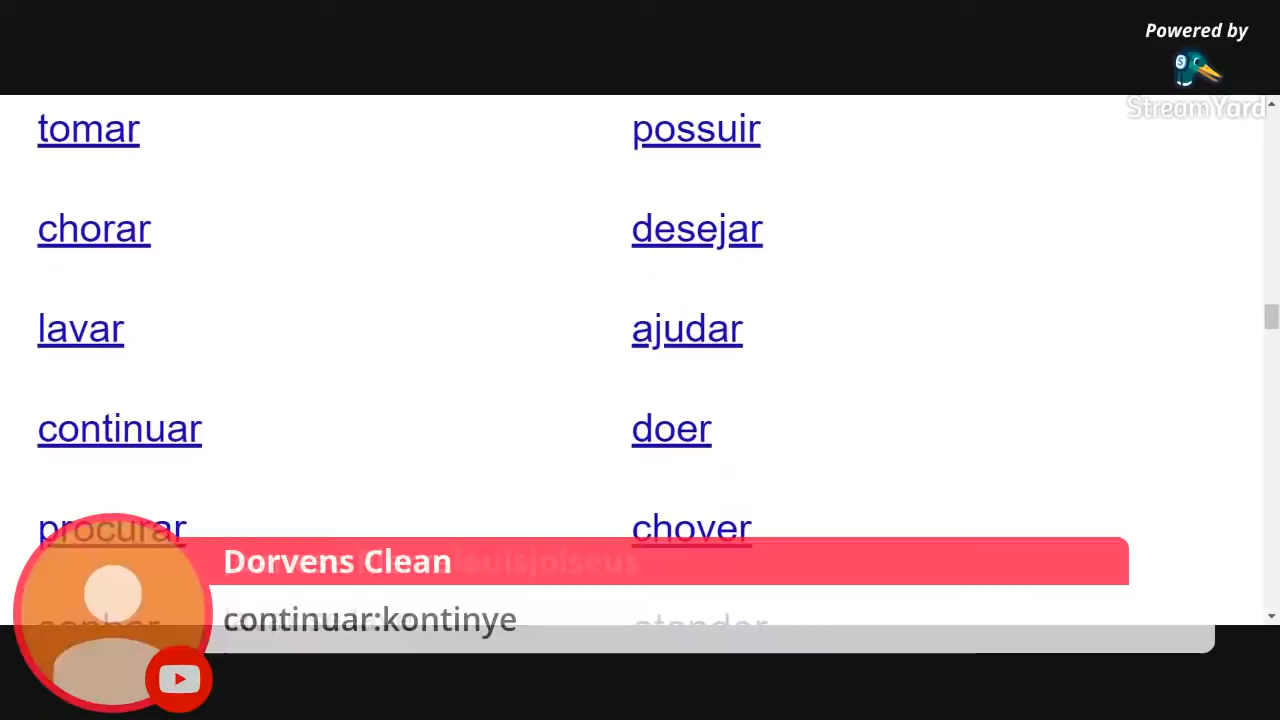 Powered by
StreamYard
tomar
possuir
chorar
desejar
lavar
ajudar
continuar
doer
procurar
chover
Dorvens Clean
continuar:kontinye